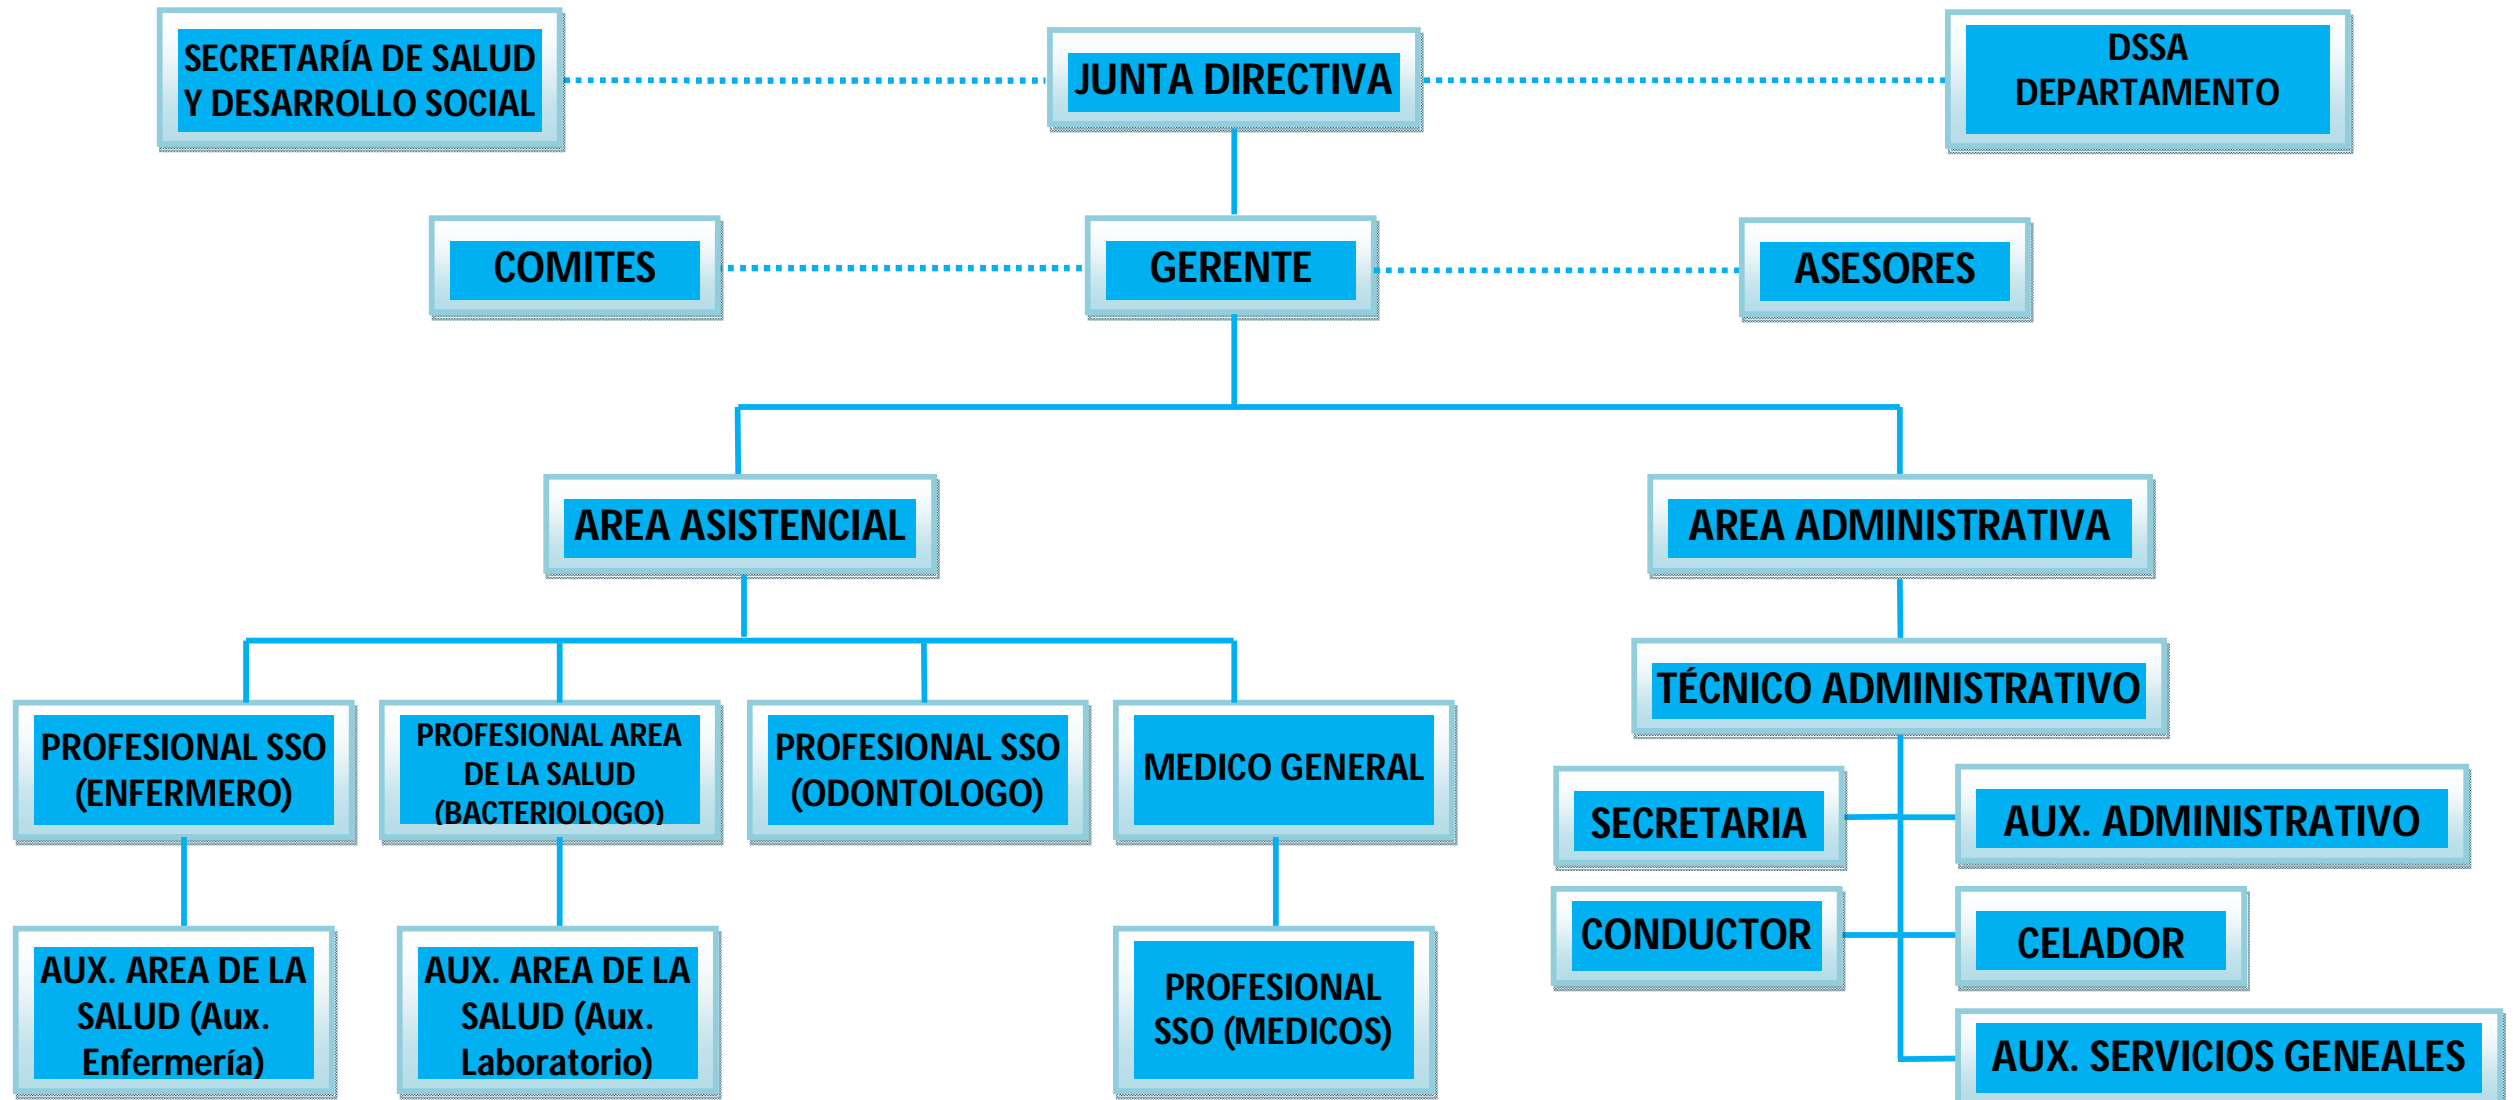 SECRETARÍA DE SALUD
Y DESARROLLO SOCIAL
JUNTA DIRECTIVA
DSSA
DEPARTAMENTO
COMITES
GERENTE
ASESORES
AREA ASISTENCIAL
AREA ADMINISTRATIVA
PROFESIONAL SSO
(ENFERMERO)
PROFESIONAL AREA
DE LA SALUD
(BACTERIOLOGO)
PROFESIONAL SSO
(ODONTOLOGO)
MEDICO GENERAL
TÉCNICO ADMINISTRATIVO
SECRETARIA
AUX. ADMINISTRATIVO
CONDUCTOR
CELADOR
AUX. AREA DE LA
SALUD (Aux.
Enfermería)
AUX. AREA DE LA
SALUD (Aux.
Laboratorio)
PROFESIONAL
SSO (MEDICOS)
AUX. SERVICIOS GENEALES